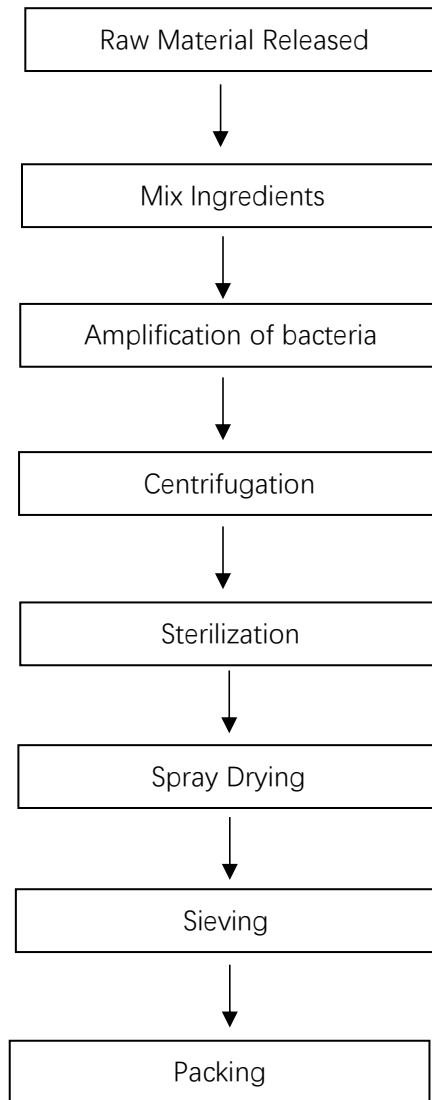 Raw Material Released
Mix Ingredients
Amplification of bacteria
Centrifugation
Sterilization
Spray Drying
Sieving
Packing